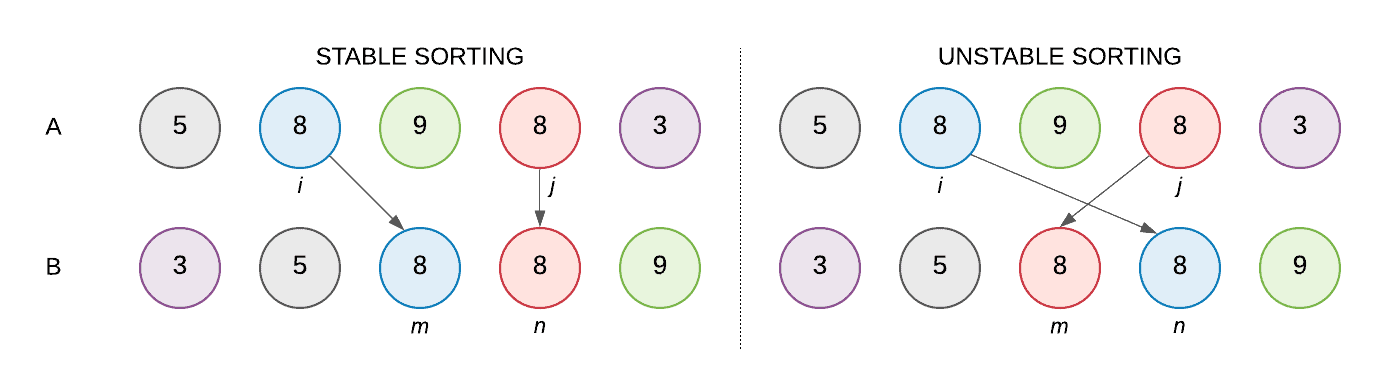 STABLE SORTING
A
5 8 9 8 3
i j
B
3 5 8 8 9
m n
UNSTABLE SORTING
5 8 9 8 3
i j
3 5 8 8 9
m n